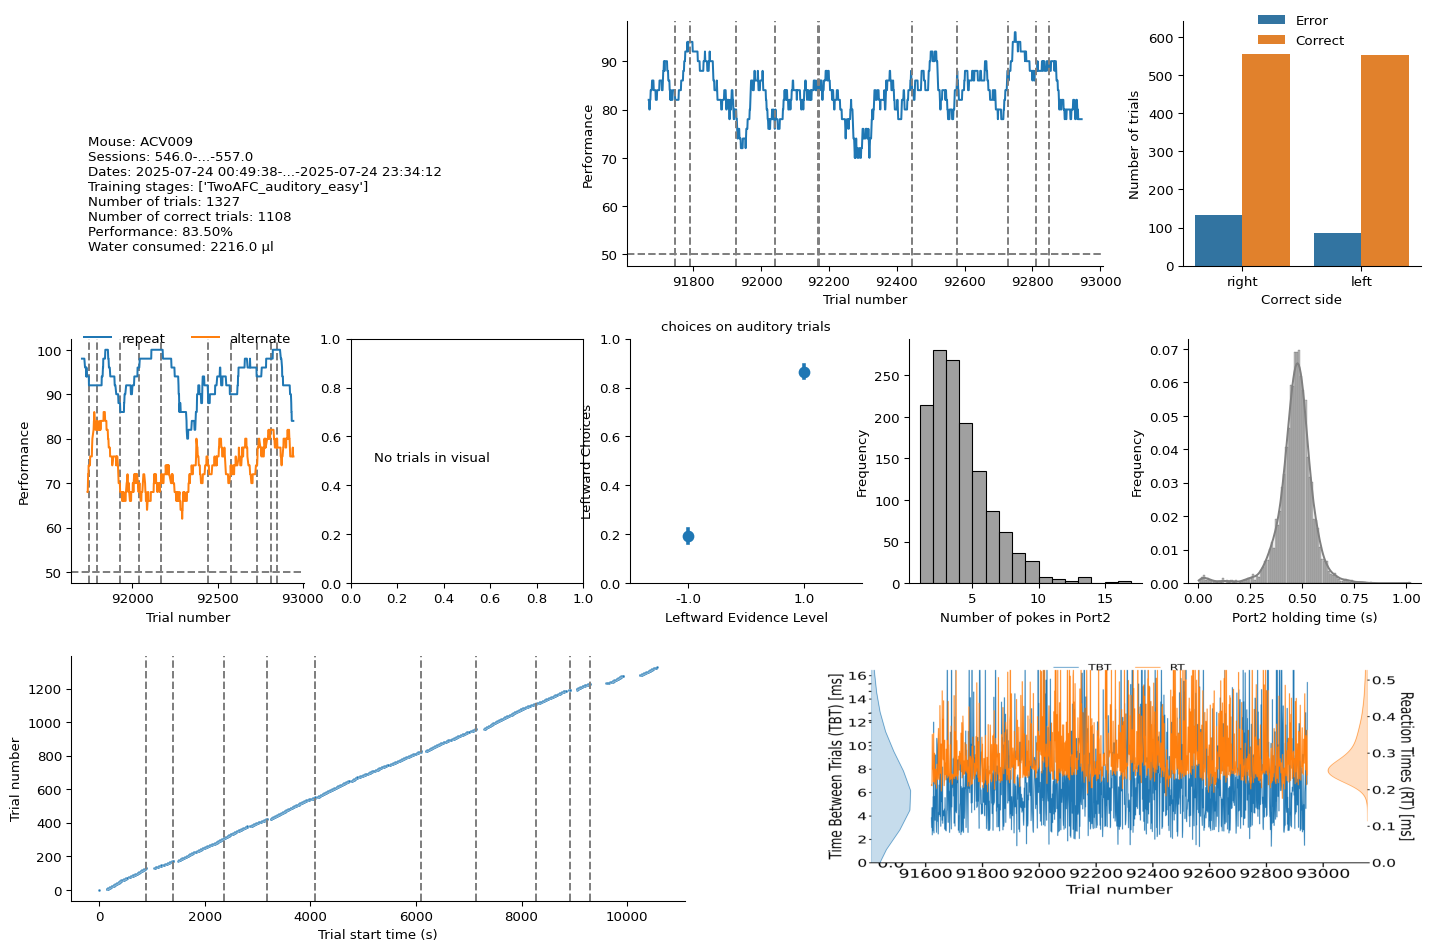 Mouse: ACV009
Sessions: 546.0-...-557.0
Dates: 2025-07-24 00:49:38-...-2025-07-24 23:34:12
Training stages: ['TwoAFC_auditory_easy']
Number of trials: 1327
Number of correct trials: 1108
Performance: 83.50%
Water consumed: 2216.0 µl
Performance
90
80
70
60
50
91800 92000 92200 92400 92600 92800 93000
Trial number
Error
Correct
Number of trials
600
500
400
300
200
100
0
right left
Correct side
repeat alternate
Performance
100
90
80
70
60
50
92000 92500 93000
Trial number
1.0
0.8
0.6
0.4
0.2
0.0
No trials in visual
0.0 0.2 0.4 0.6 0.8 1.0
choices on auditory trials
Leftward Choices
1.0
0.8
0.6
0.4
0.2
0.0
-1.0 1.0
Leftward Evidence Level
Frequency
250
200
150
100
50
0
5 10 15
Number of pokes in Port2
Frequency
0.07
0.06
0.05
0.04
0.03
0.02
0.01
0.00
0.00 0.25 0.50 0.75 1.00
Port2 holding time (s)
Trial number
1200
1000
800
600
400
200
0
0 2000 4000 6000 8000 10000
Trial start time (s)
TBT RT
Time Between Trials (TBT) [ms]
16
14
12
10
8
6
4
2
0
0.0
91600 91800 92000 92200 92400 92600 92800 93000
Trial number
0.5
0.4
0.3
0.2
0.1
0.0
Reaction Times (RT) [ms]